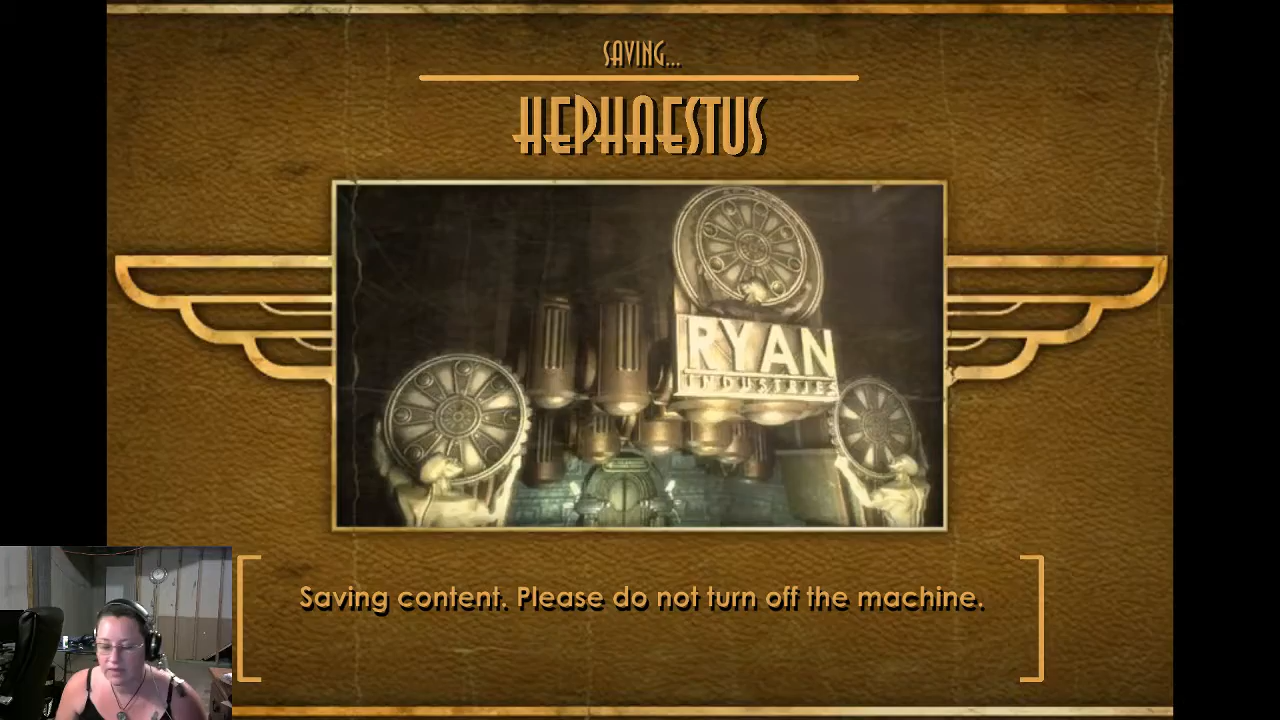 SAVING...
HEPHAESTUS
RYAN
INDUSTRIES
Saving content. Please do not turn off the machine.